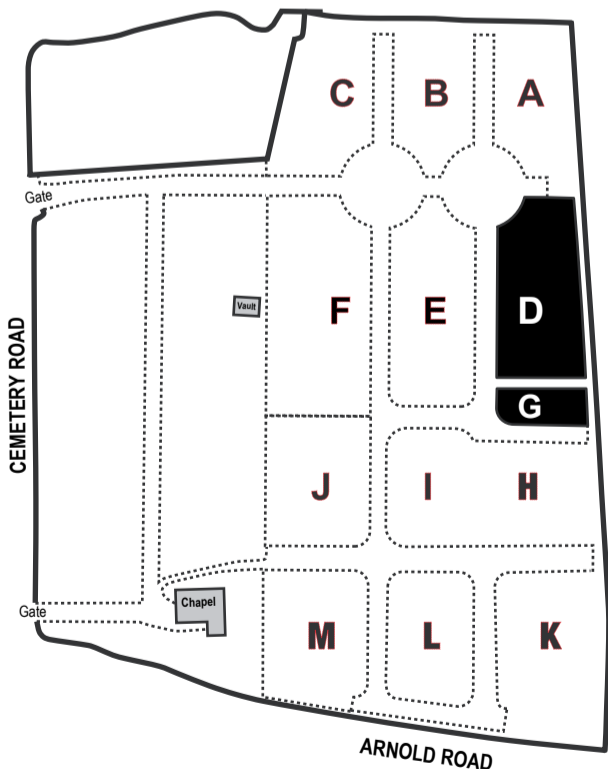 C B A
Gate
Vault
F E D
G
CEMETERY ROAD
J I H
Chapel
Gate
M L K
ARNOLD ROAD